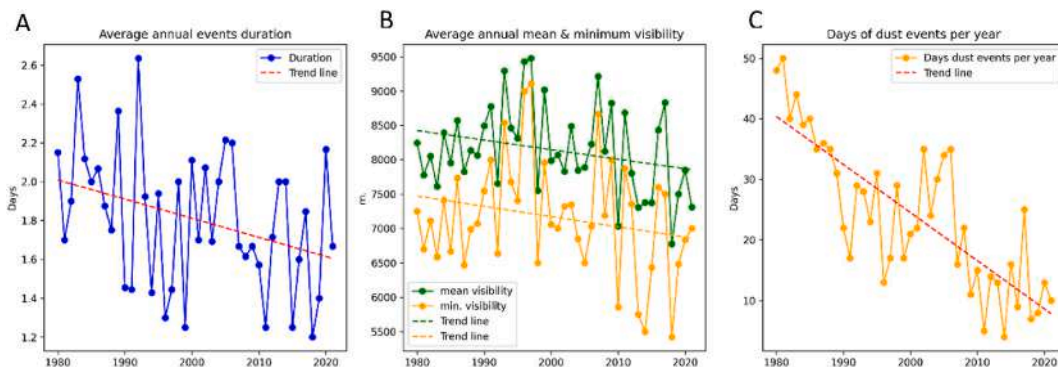 A
B
C
Average annual events duration
Average annual mean & minimum visibility
Days of dust events per year
Duration
Trend line
Days
2.6
2.4
2.2
2.0
1.8
1.6
1.4
1.2
1980 1990 2000 2010 2020
m.
9500
9000
8500
8000
7500
7000
6500
6000
5500
mean visibility
min. visibility
Trend line
Trend line
1980 1990 2000 2010 2020
Days dust events per year
Trend line
Days
50
40
30
20
10
1980 1990 2000 2010 2020